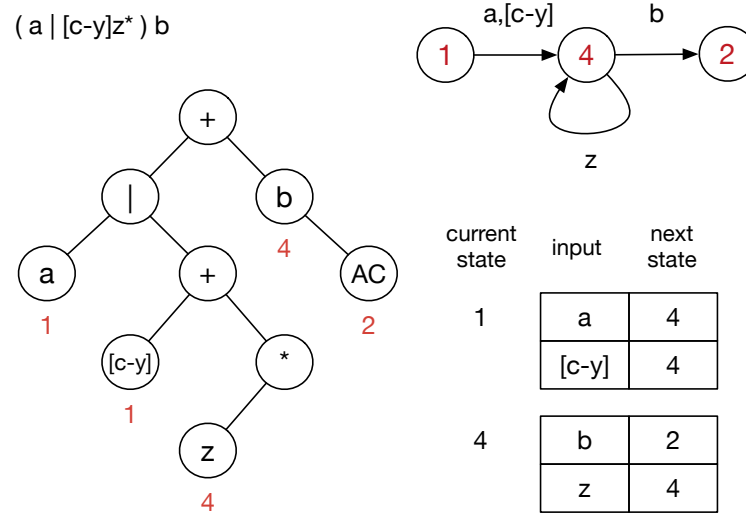 ( a | [c-y]z* ) b
a,[c-y]
b
1
4
2
z
+
|
b
4
a
1
+
AC
2
[c-y]
1
*
z
4
current state
input
next state
1
a
4
[c-y]
4
4
b
2
z
4